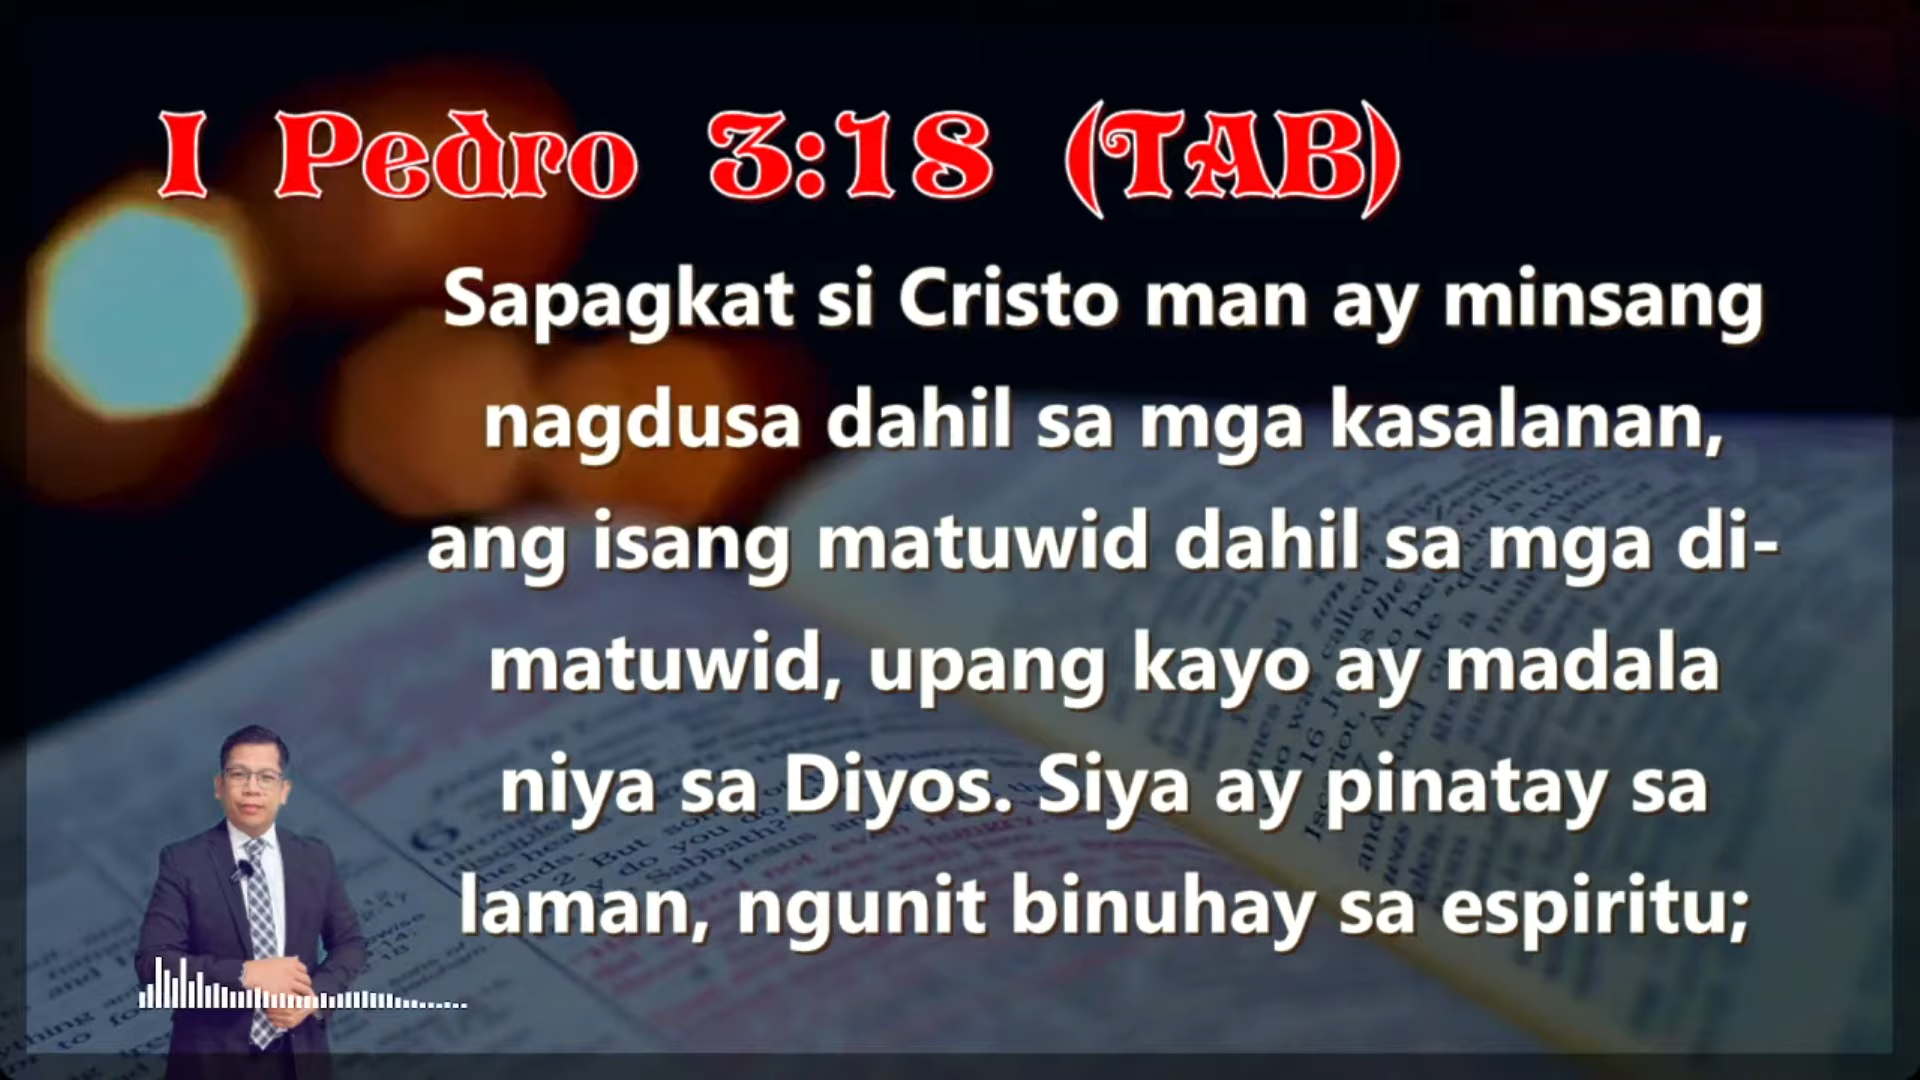 I Pedro 3:18 (TAB)
Sapagkat si Cristo man ay minsang
nagdusa dahil sa mga kasalanan,
ang isang matuwid dahil sa mga di-
matuwid, upang kayo ay madala
niya sa Diyos. Siya ay pinatay sa
laman, ngunit binuhay sa espiritu;